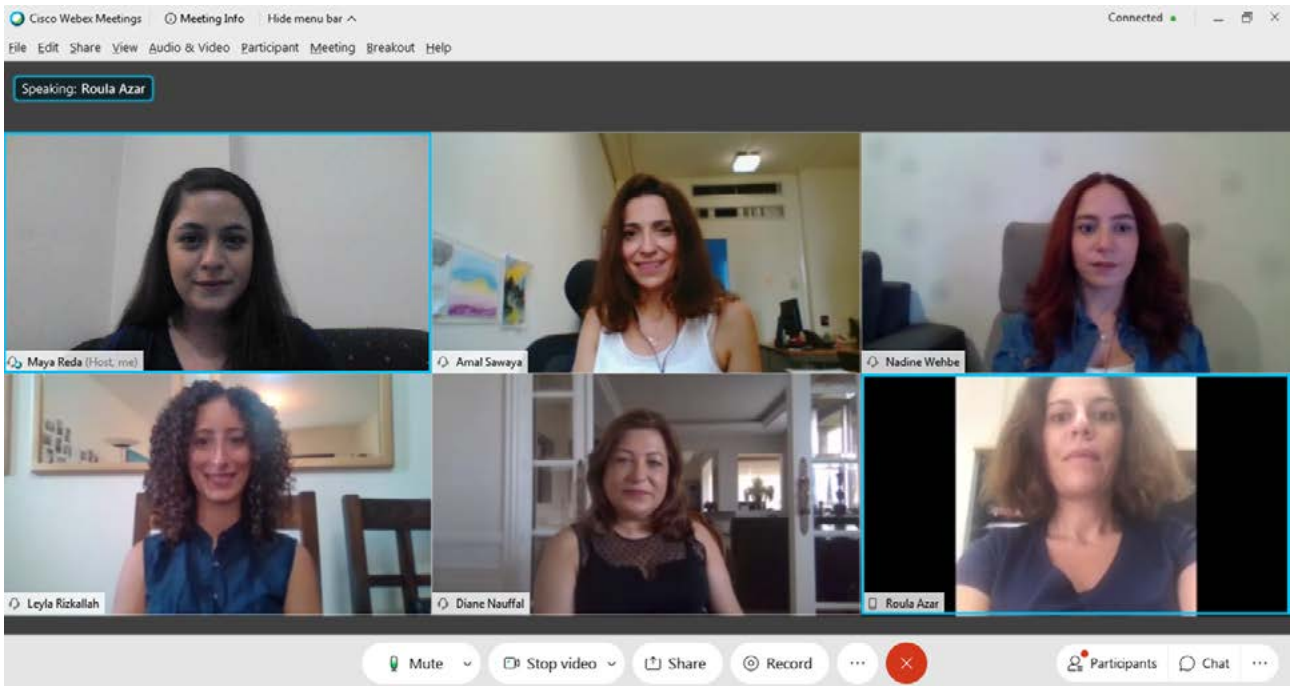 Cisco Webex Meetings Meeting Info Hide menu bar Connected
File Edit Share View Audio & Video Participant Meeting Breakout Help
Speaking: Roula Azar
Maya Reda (Host, me)
Amal Sawaya
Nadine Wehbe
Leyla Rizkallah
Diane Nauffal
Roula Azar
Mute Stop video Share Record Participants Chat